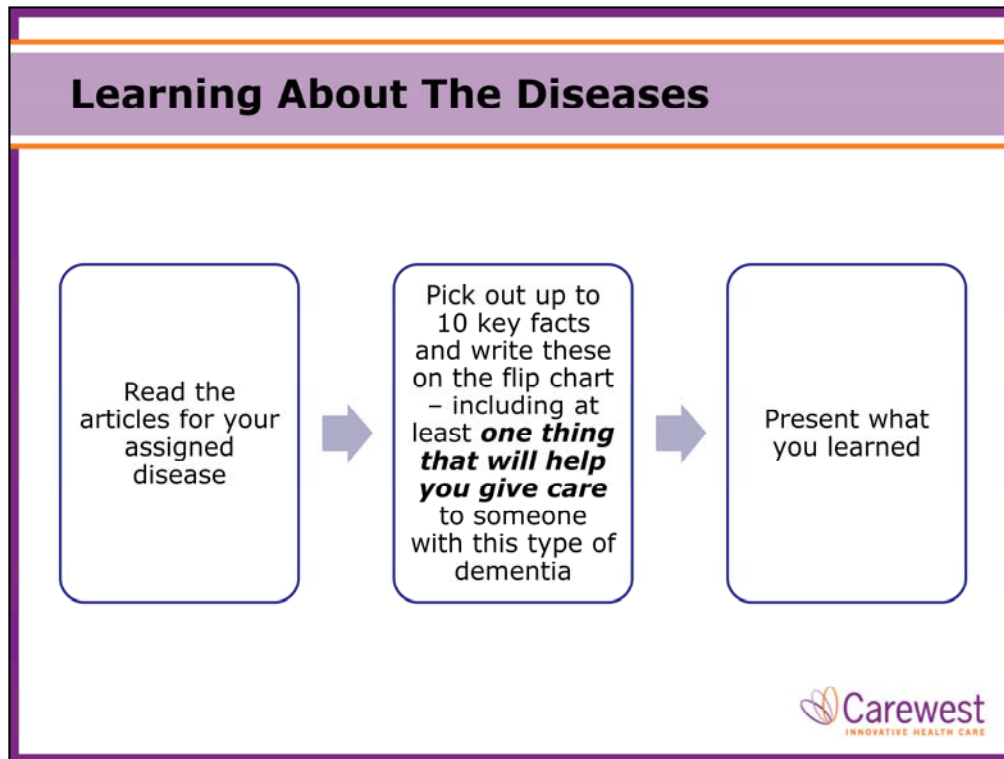 Learning About The Diseases
Read the
articles for your
assigned
disease
Pick out up to
10 key facts
and write these
on the flip chart
– including at
least one thing
that will help
you give care
to someone
with this type of
dementia
Present what
you learned
Carewest
INNOVATIVE HEALTH CARE